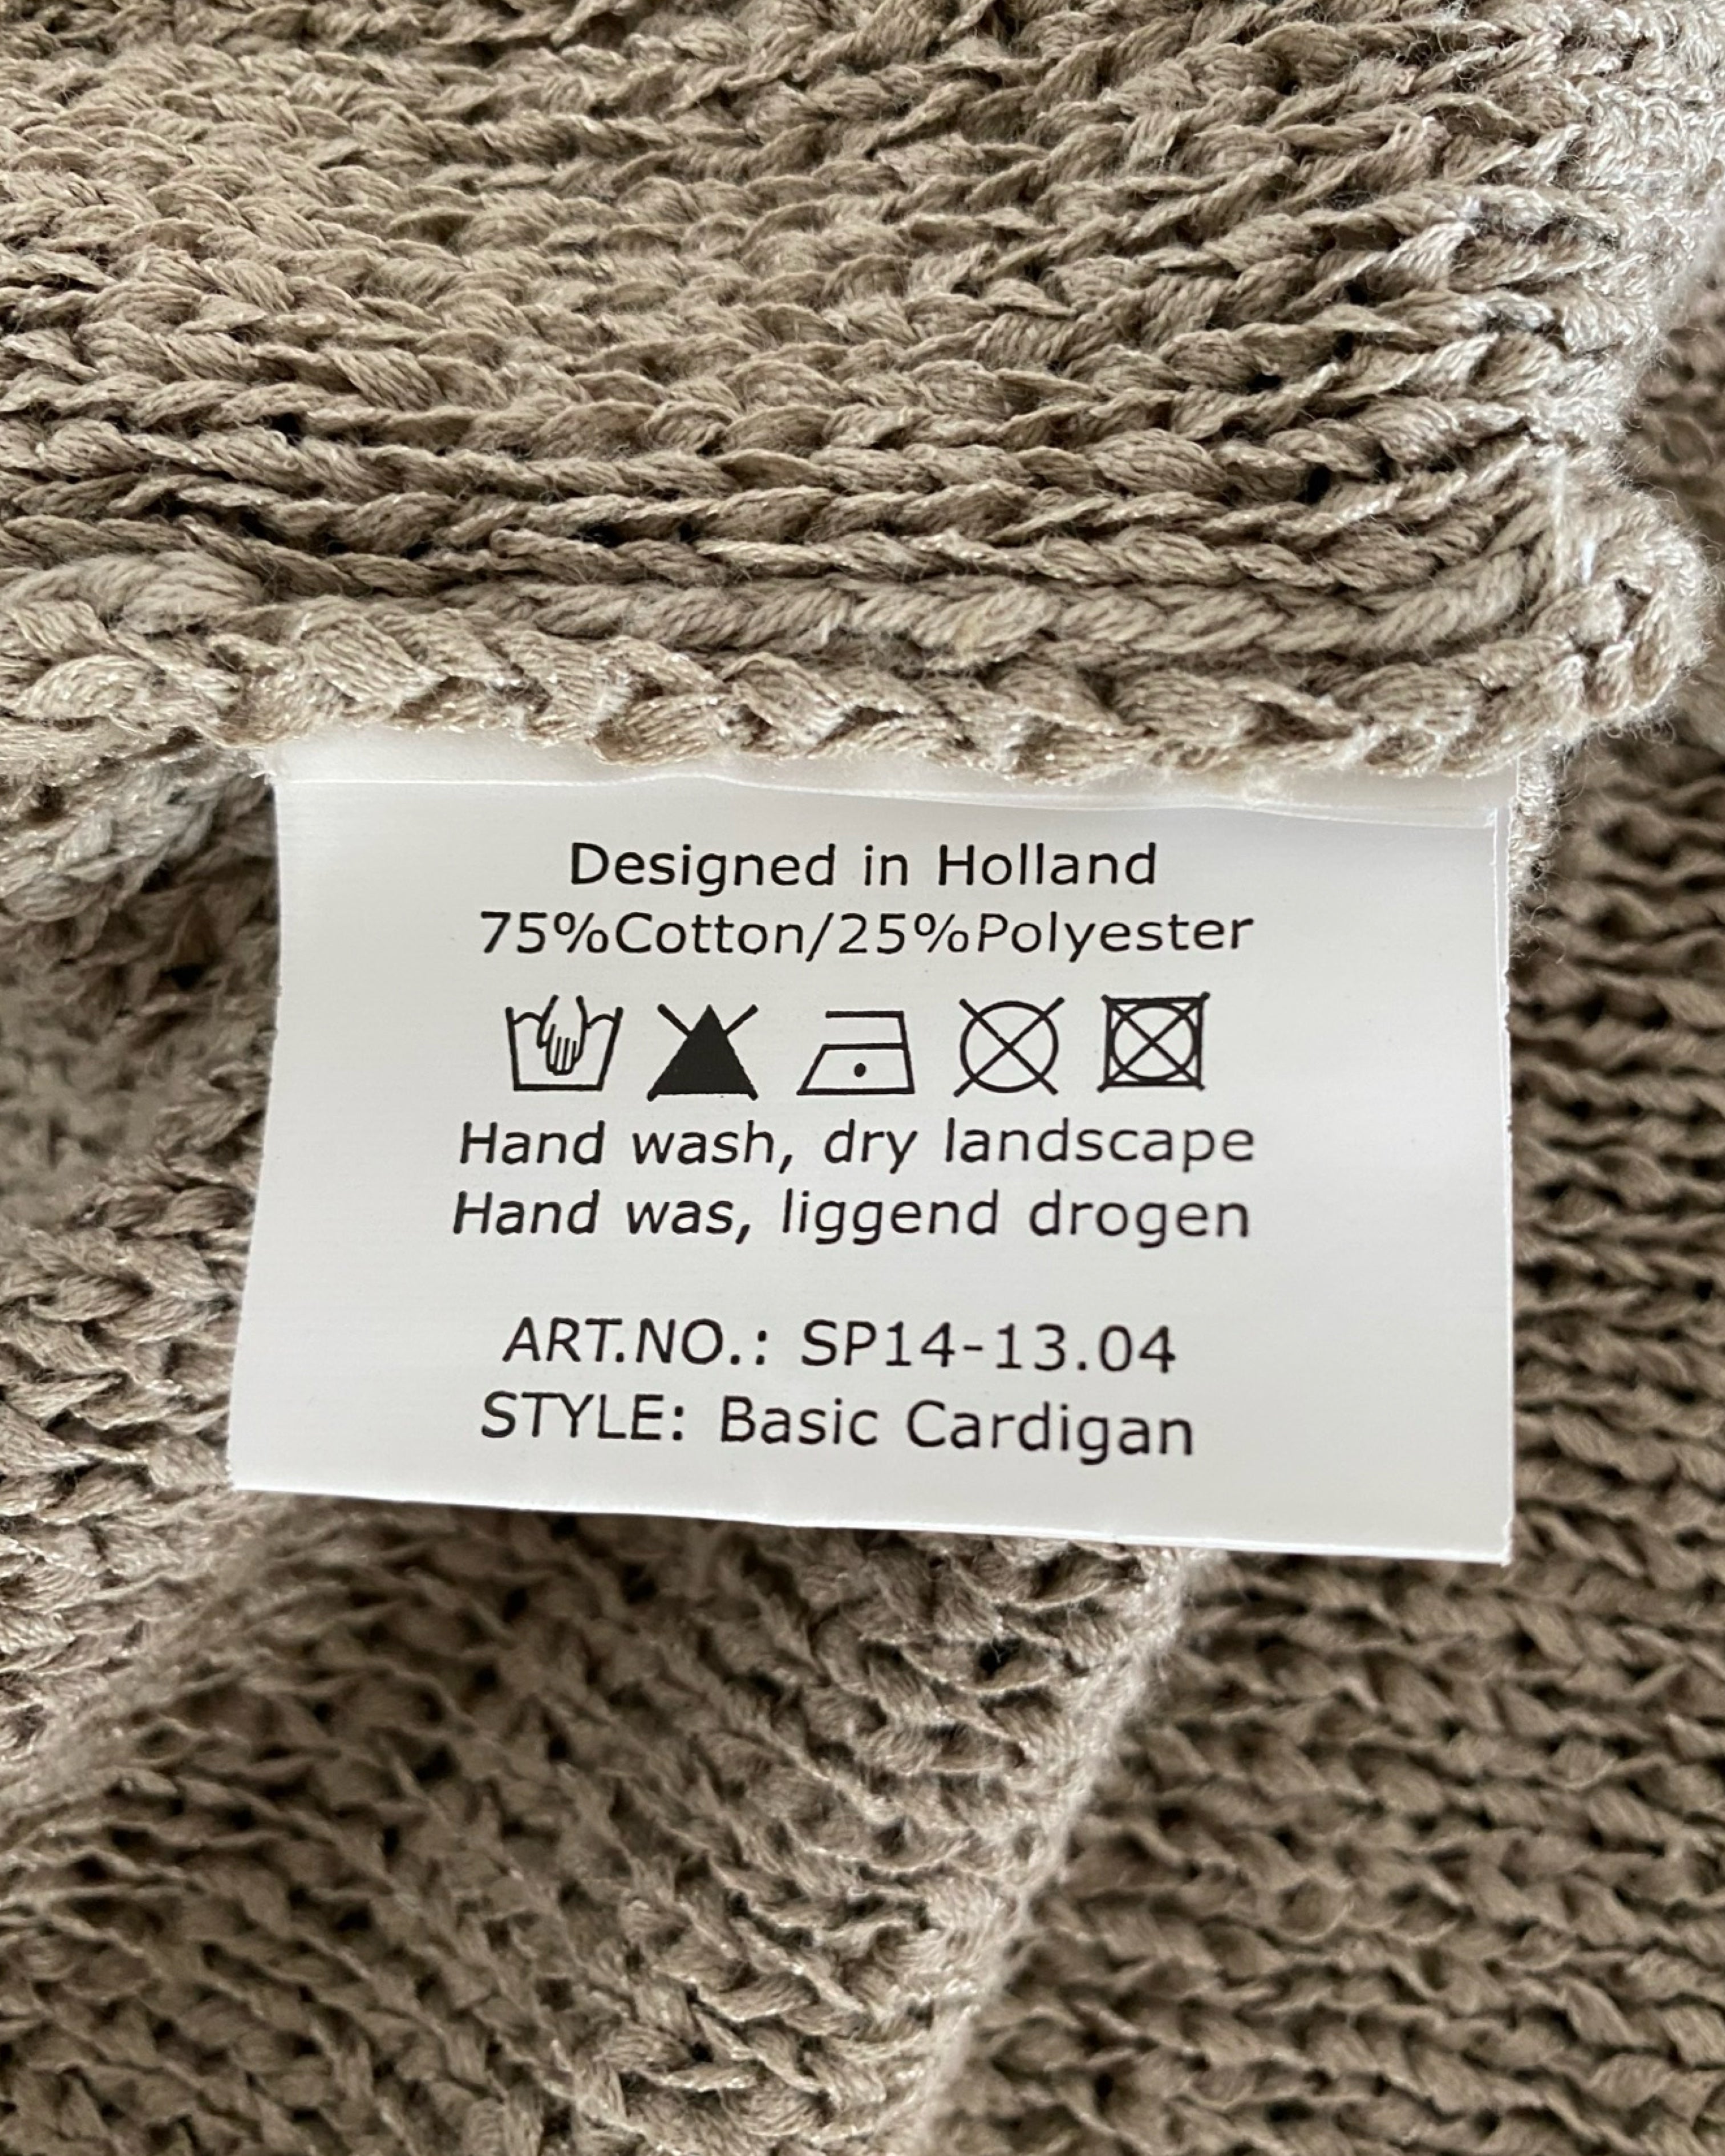 Designed in Holland
75%Cotton/25%Polyester
Hand wash, dry landscape
Hand was, liggend drogen
ART.NO.: SP14-13.04
STYLE: Basic Cardigan